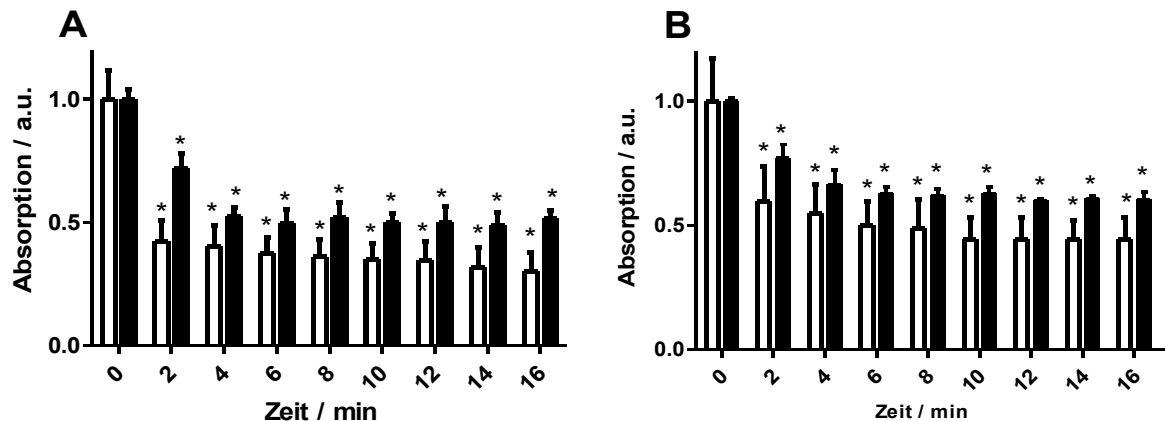 A
Absorption / a.u.
1.0
0.5
0.0
* * * * * * * * * * * * * * * *
0 2 4 6 8 10 12 14 16
Zeit / min
B
Absorption / a.u.
1.0
0.5
0.0
* * * * * * * * * * * * * * * *
0 2 4 6 8 10 12 14 16
Zeit / min